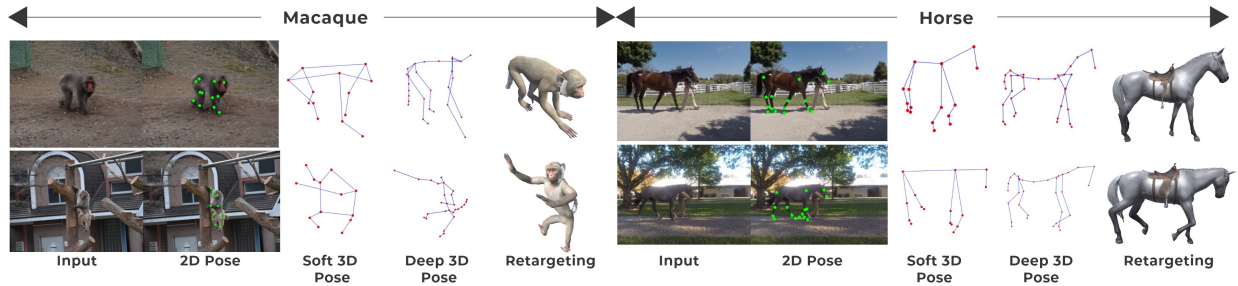 Macaque
Horse
Input
2D Pose
Soft 3D
Pose
Deep 3D
Pose
Retargeting
Input
2D Pose
Soft 3D
Pose
Deep 3D
Pose
Retargeting